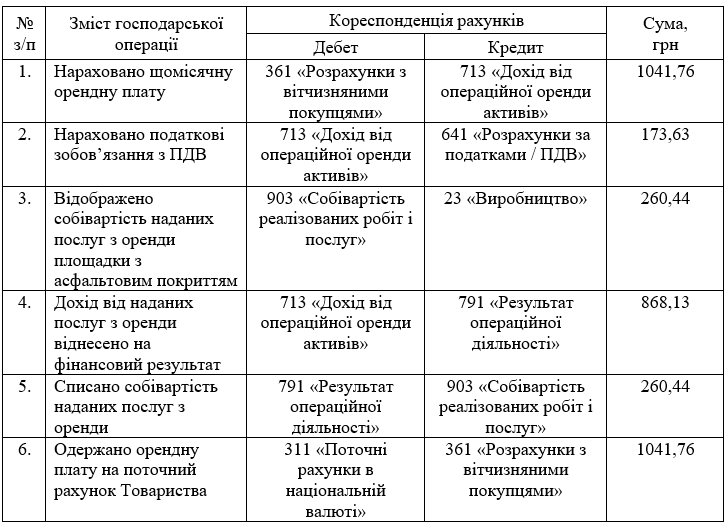 № з/п
Зміст господарської операції
Кореспонденція рахунків
Сума, грн
Дебет
Кредит
1.
Нараховано щомісячну
орендну плату
361 «Розрахунки з
вітчизняними
покупцями»
713 «Дохід від
операційної оренди
активів»
1041,76
2.
Нараховано податкові
зобов’язання з ПДВ
713 «Дохід від
операційної оренди
активів»
641 «Розрахунки за
податками / ПДВ»
173,63
3.
Відображено
собівартість наданих
послуг з оренди
площадки з
асфальтовим покриттям
903 «Собівартість
реалізованих робіт і
послуг»
23 «Виробництво»
260,44
4.
Дохід від наданих
послуг з оренди
віднесено на
фінансовий результат
713 «Дохід від
операційної оренди
активів»
791 «Результат
операційної
діяльності»
868,13
5.
Списано собівартість
наданих послуг з
оренди
791 «Результат
операційної
діяльності»
903 «Собівартість
реалізованих робіт і
послуг»
260,44
6.
Одержано орендну
плату на поточний
рахунок Товариства
311 «Поточні
рахунки в
національній
валюті»
361 «Розрахунки з
вітчизняними
покупцями»
1041,76